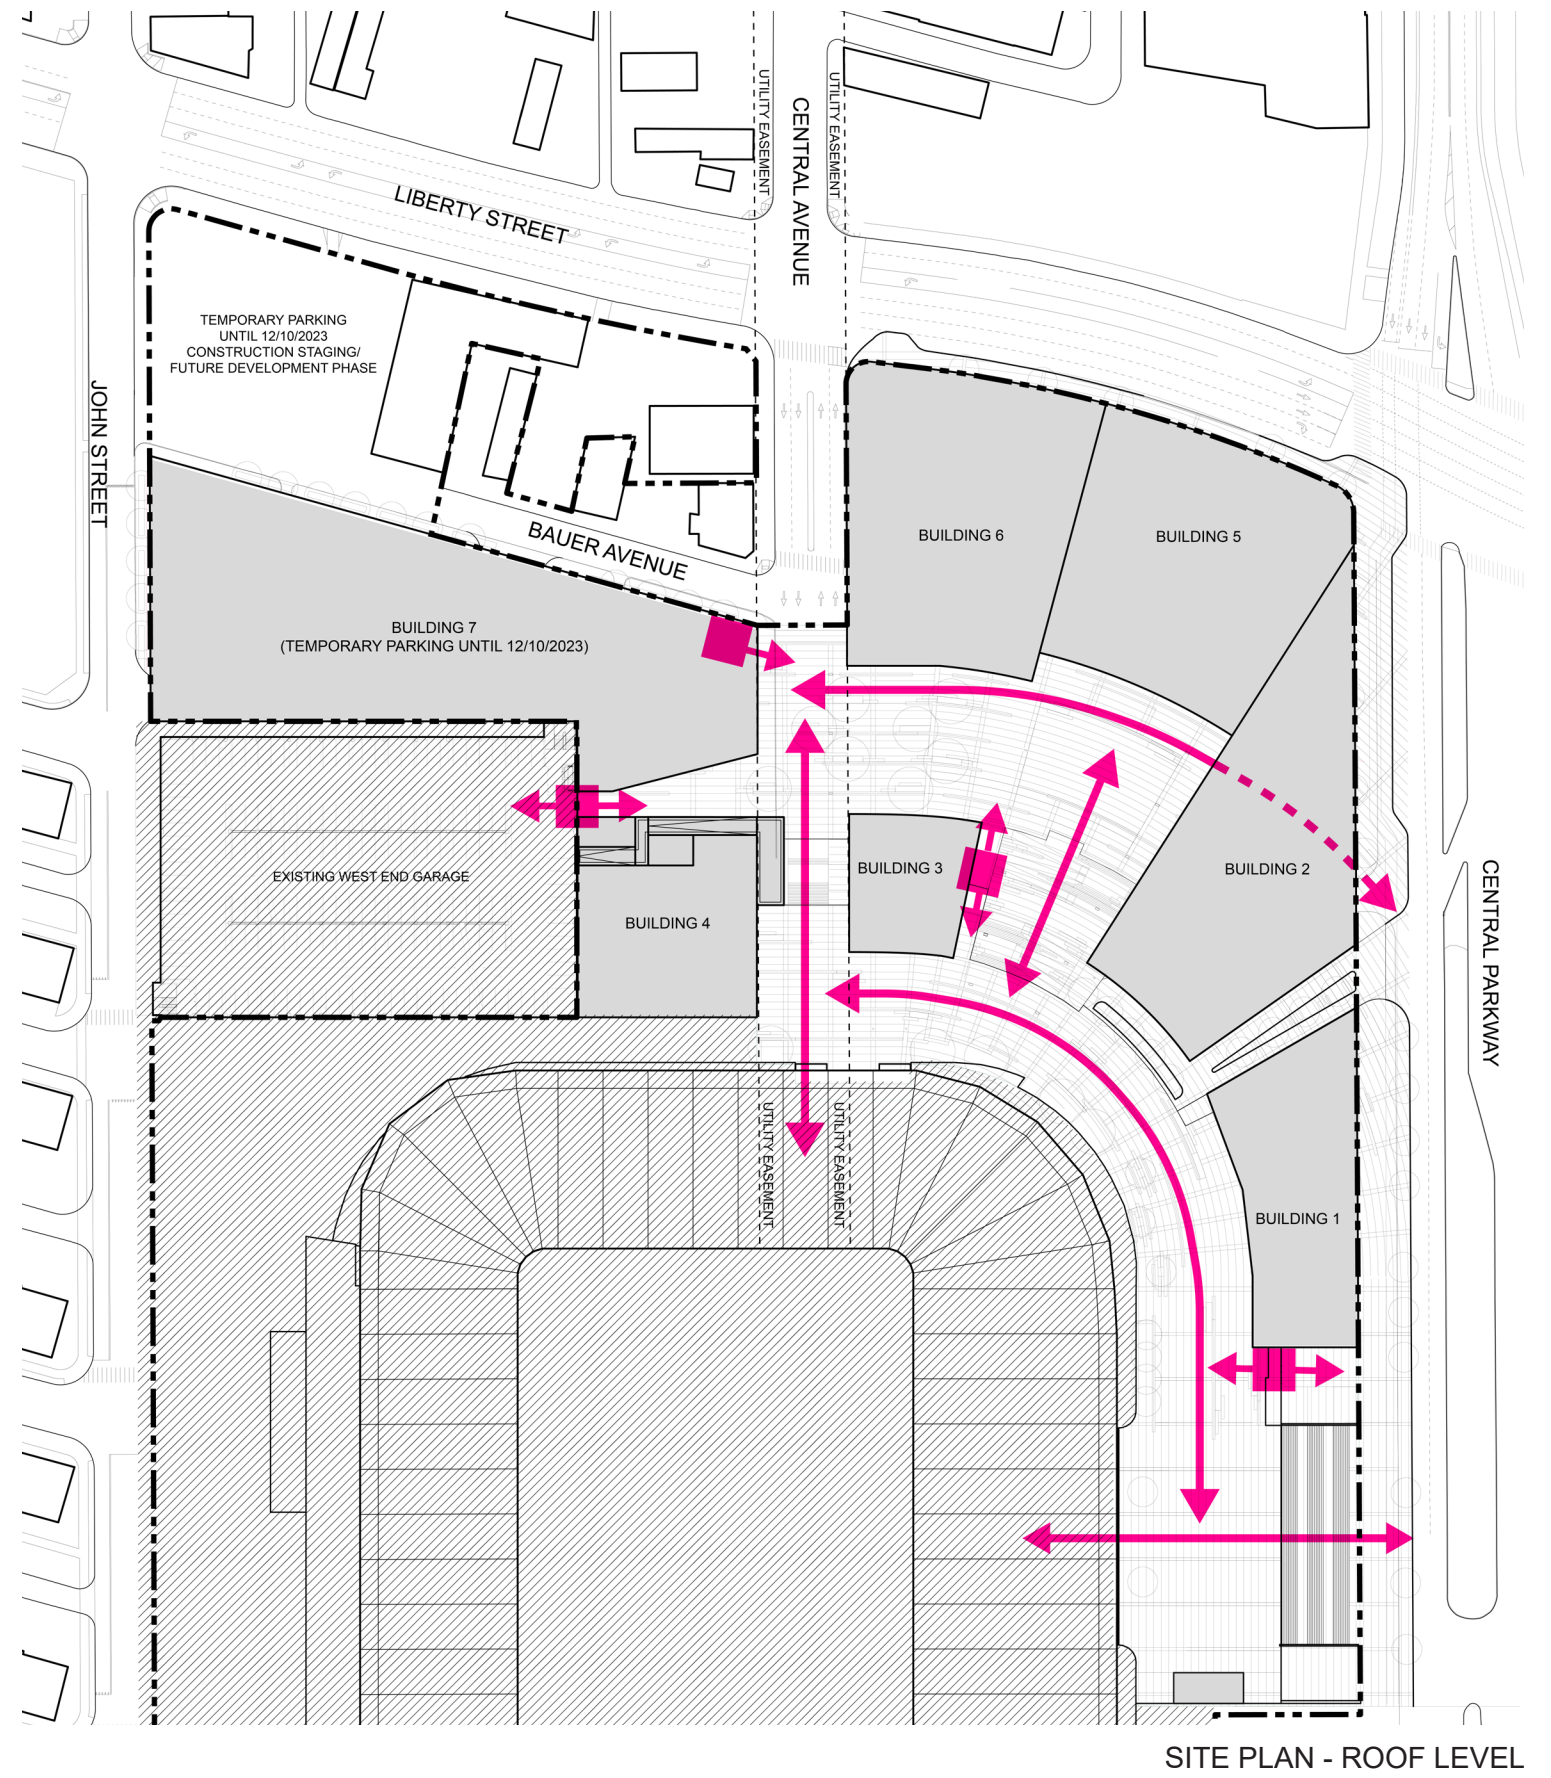 UTILITY EASEMENT
CENTRAL AVENUE
UTILITY EASEMENT
LIBERTY STREET
TEMPORARY PARKING
UNTIL 12/10/2023
CONSTRUCTION STAGING/
FUTURE DEVELOPMENT PHASE
JOHN STREET
BAUER AVENUE
BUILDING 6
BUILDING 5
BUILDING 7
(TEMPORARY PARKING UNTIL 12/10/2023)
EXISTING WEST END GARAGE
BUILDING 4
BUILDING 3
BUILDING 2
CENTRAL PARKWAY
UTILITY EASEMENT
UTILITY EASEMENT
BUILDING 1
SITE PLAN - ROOF LEVEL